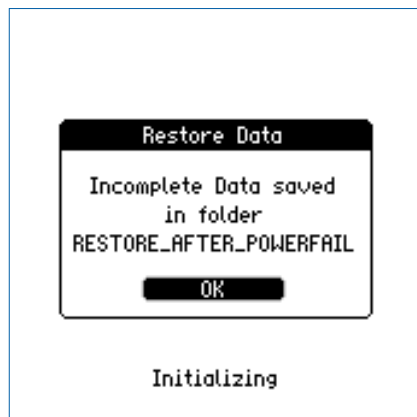 Restore Data
Incomplete Data saved
in folder
RESTORE_AFTER_POWERFAIL
OK
Initializing